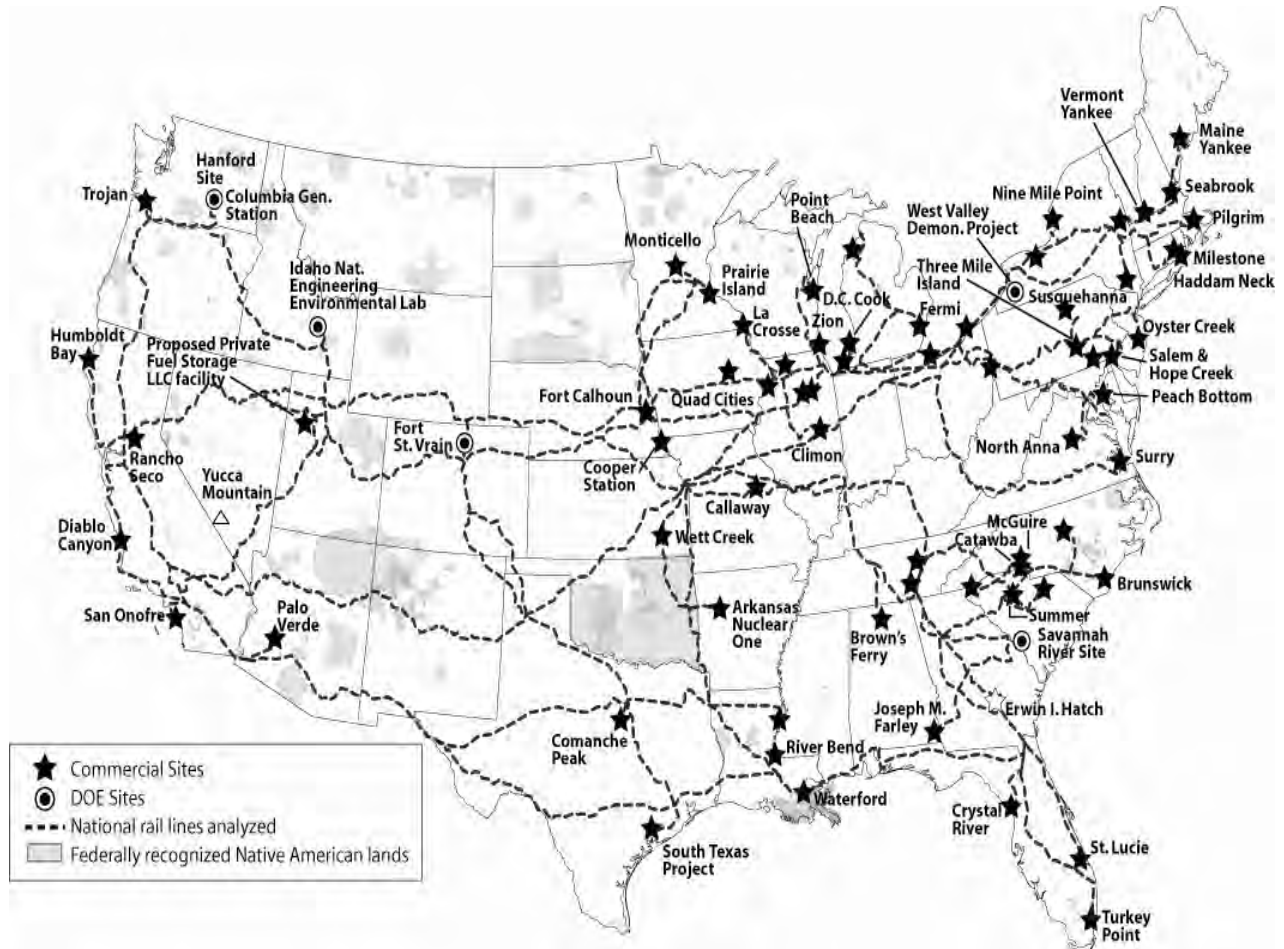 Vermont
Yankee
Maine
Yankee
Hanford
Site
Columbia Gen.
Station
Trojan
Nine Mile Point
Seabrook
Point
Beach
West Valley
Demon. Project
Pilgrim
Monticello
Three Mile
Island
Milestone
Haddam Neck
Idaho Nat.
Engineering
Environmental Lab
Prairie
Island
D.C. Cook
Fermi
Susquehanna
La
Crosse
Zion
Oyster Creek
Humboldt
Bay
Proposed Private
Fuel Storage
LLC facility
Salem &
Hope Creek
Fort Calhoun
Quad Cities
Peach Bottom
Fort
St. Vrain
North Anna
Rancho
Seco
Cooper
Station
Climon
Surry
Yucca
Mountain
Callaway
Diablo
Canyon
Wett Creek
McGuire
Catawba
Brunswick
San Onofre
Palo
Verde
Arkansas
Nuclear
One
Brown's
Ferry
Summer
Savannah
River Site
Joseph M.
Farley
Erwin I. Hatch
Comanche
Peak
River Bend
Waterford
Crystal
River
St. Lucie
South Texas
Project
Turkey
Point
Commercial Sites
DOE Sites
National rail lines analyzed
Federally recognized Native American lands